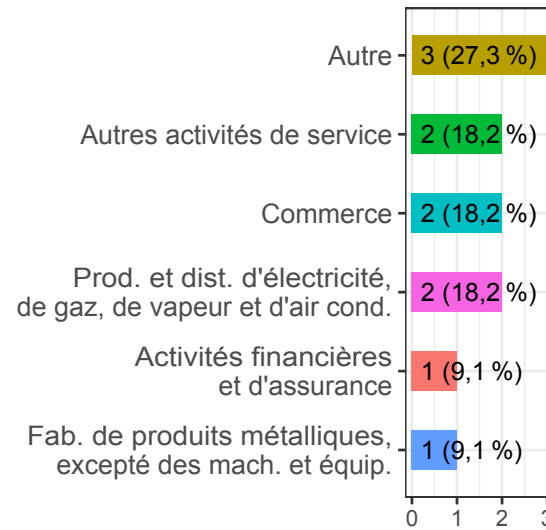 Autre
3 (27,3 %)
Autres activités de service
2 (18,2 %)
Commerce
2 (18,2 %)
Prod. et dist. d'électricité,
de gaz, de vapeur et d'air cond.
2 (18,2 %)
Activités financières
et d'assurance
1 (9,1 %)
Fab. de produits métalliques,
excepté des mach. et équip.
1 (9,1 %)
0 1 2 3